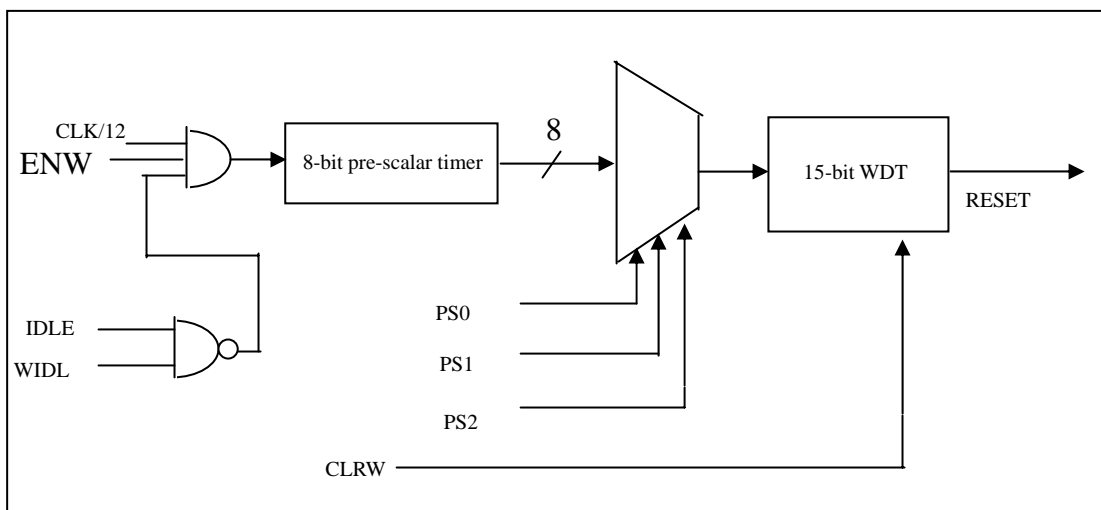 CLK/12
ENW
8-bit pre-scalar timer
8
15-bit WDT
RESET
IDLE
WIDL
PS0
PS1
PS2
CLRW